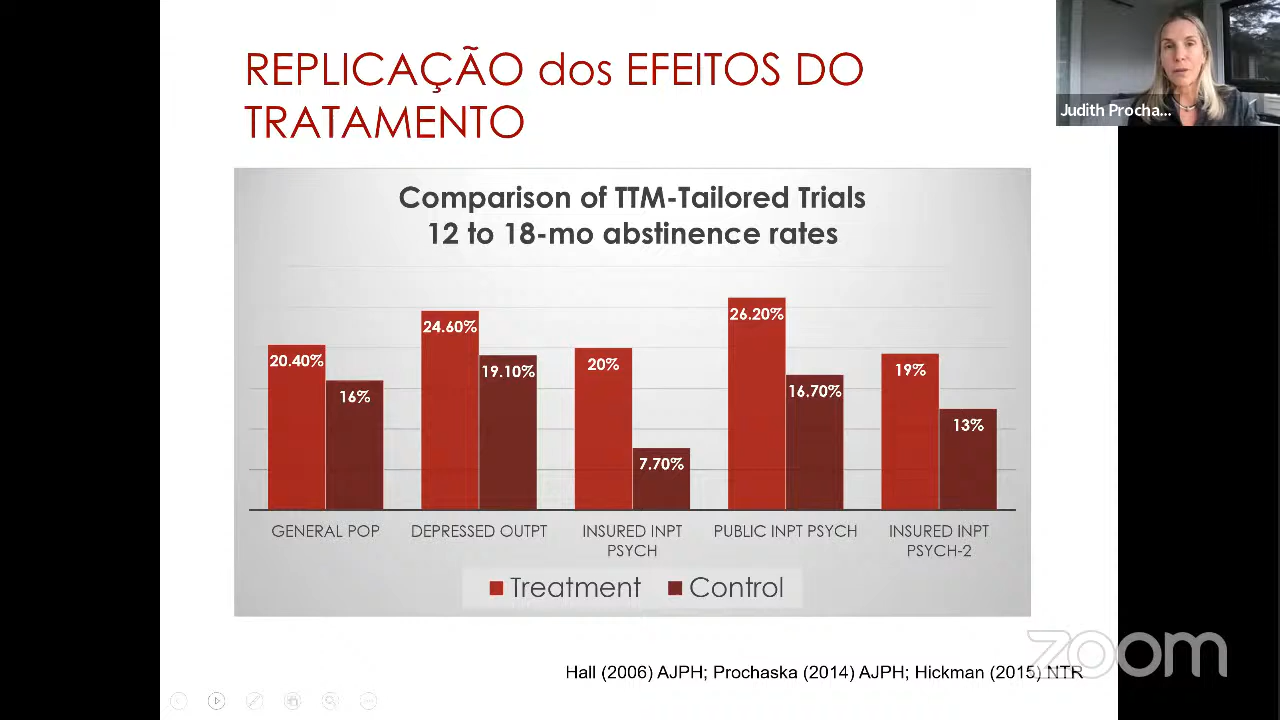 REPLICAÇÃO dos EFEITOS DO
TRATAMENTO
Judith Procha...
Comparison of TTM-Tailored Trials
12 to 18-mo abstinence rates
20.40%
16%
24.60%
19.10%
20%
7.70%
26.20%
16.70%
19%
13%
GENERAL POP
DEPRESSED OUTPT
INSURED INPT
PSYCH
PUBLIC INPT PSYCH
INSURED INPT
PSYCH-2
Treatment
Control
Hall (2006) AJPH; Prochaska (2014) AJPH; Hickman (2015) NTR
zoom